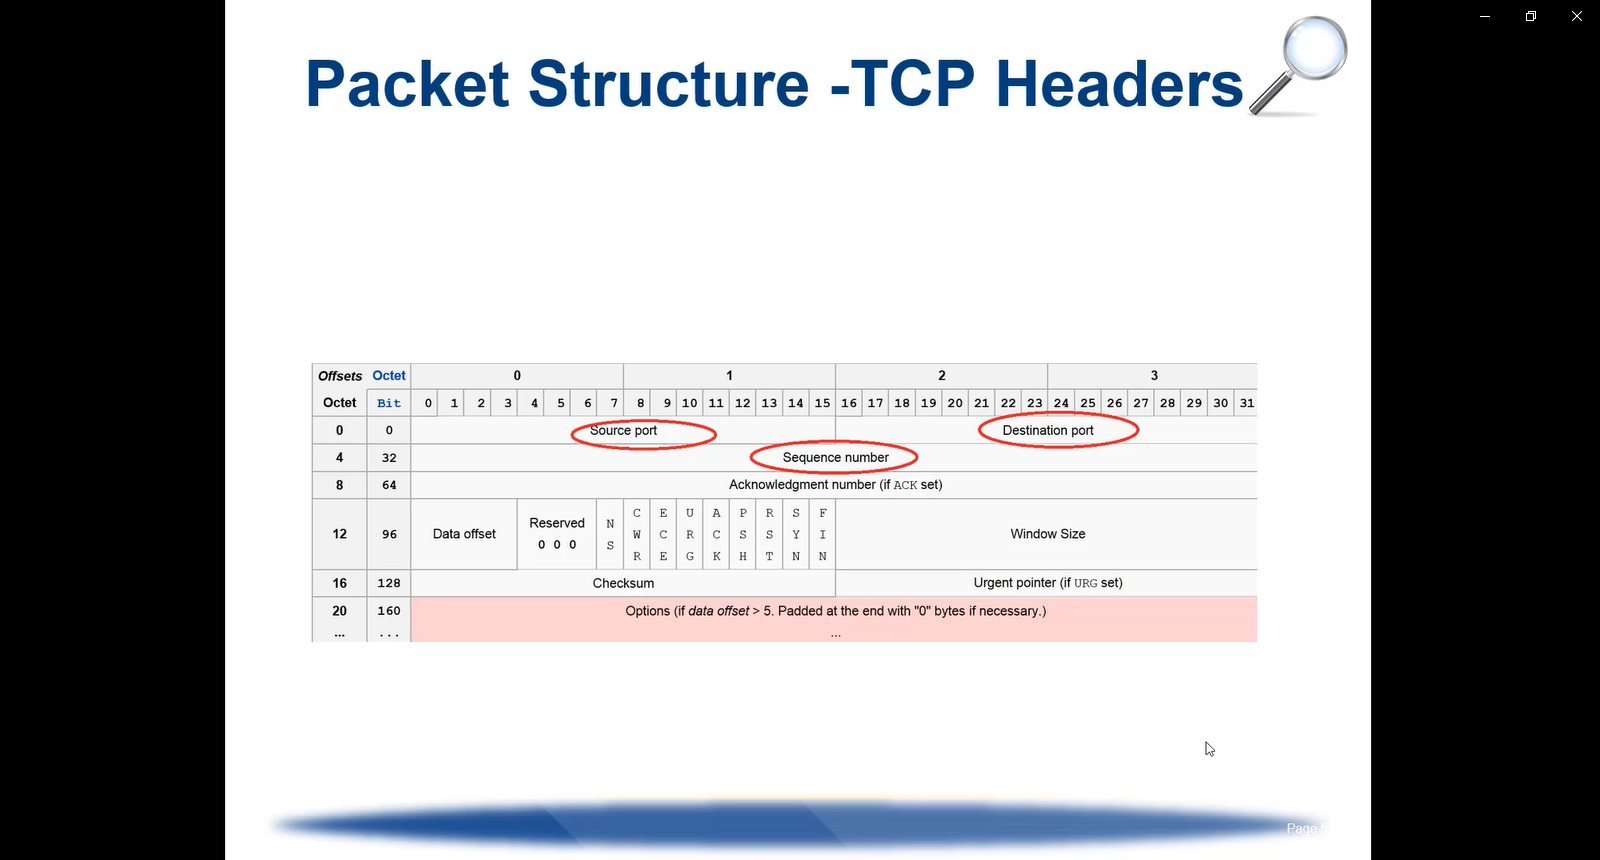 Packet Structure -TCP Headers
Offsets Octet 0 1 2 3
Octet Bit 0 1 2 3 4 5 6 7 8 9 10 11 12 13 14 15 16 17 18 19 20 21 22 23 24 25 26 27 28 29 30 31
0 0 Source port Destination port
4 32 Sequence number
8 64 Acknowledgment number (if ACK set)
12 96 Data offset Reserved 0 0 0 NS CWR ECE URG ACK PSH RST SYN FIN Window Size
16 128 Checksum Urgent pointer (if URG set)
20 160 Options (if data offset > 5. Padded at the end with "0" bytes if necessary.)
... ... ...
Page